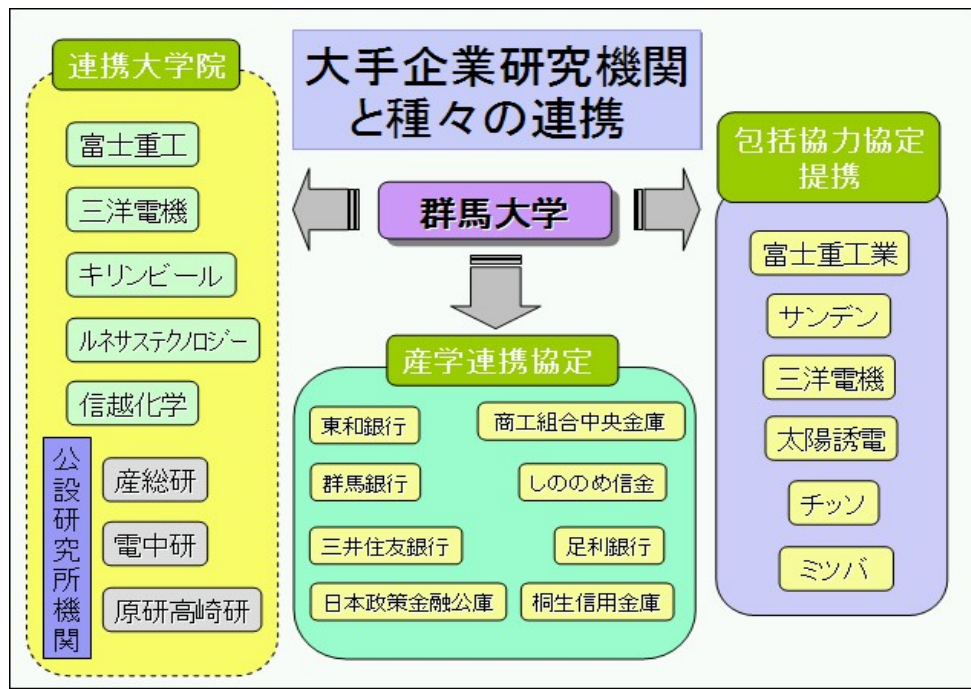 大手企業研究機関
と種々の連携
群馬大学
連携大学院
富士重工
三洋電機
キリンビール
ルネサステクノロジー
信越化学
公設研究所機関
産総研
電中研
原研高崎研
産学連携協定
東和銀行
商工組合中央金庫
群馬銀行
しののめ信金
三井住友銀行
足利銀行
日本政策金融公庫
桐生信用金庫
包括協力協定
提携
富士重工業
サンデン
三洋電機
太陽誘電
チッソ
ミツバ